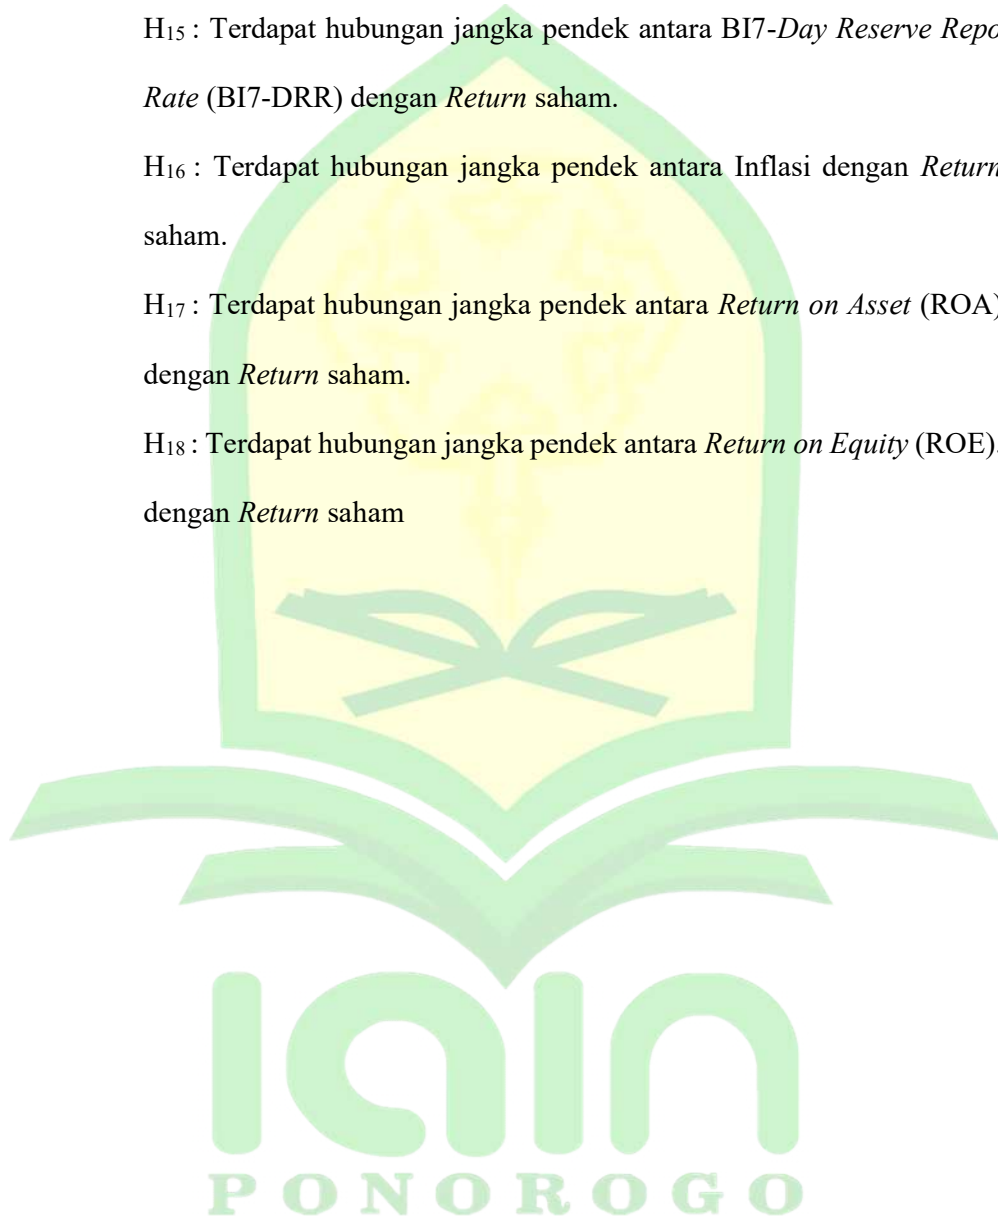 H15 : Terdapat hubungan jangka pendek antara BI7-Day Reserve Repo
Rate (BI7-DRR) dengan Return saham.
H16 : Terdapat hubungan jangka pendek antara Inflasi dengan Return
saham.
H17 : Terdapat hubungan jangka pendek antara Return on Asset (ROA)
dengan Return saham.
H18 : Terdapat hubungan jangka pendek antara Return on Equity (ROE).
dengan Return saham
IAIN
PONOROGO